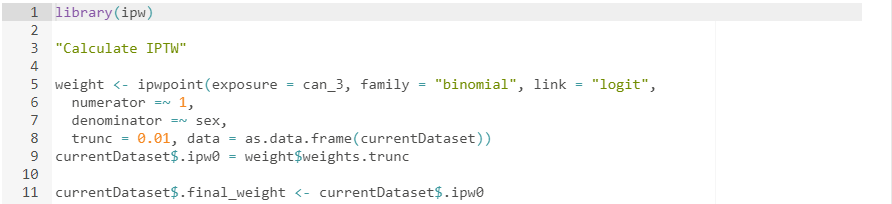 1 library(ipw)
2
3 "Calculate IPTW"
4
5 weight <- ipwpoint(exposure = can_3, family = "binomial", link = "logit",
6   numerator =~ 1,
7   denominator =~ sex,
8   trunc = 0.01, data = as.data.frame(currentDataset))
9 currentDataset$.ipw0 = weight$weights.trunc
10
11 currentDataset$.final_weight <- currentDataset$.ipw0